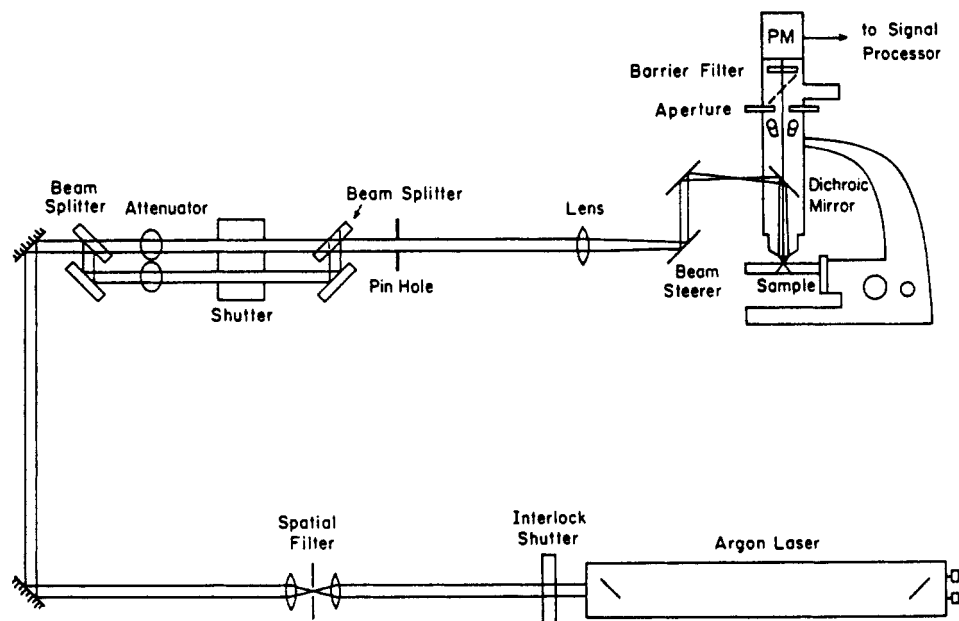 PM
to Signal
Processor
Barrier Filter
Aperture
Beam Splitter
Beam
Splitter
Attenuator
Lens
Dichroic
Mirror
Pin Hole
Beam
Steerer
Sample
Shutter
Spatial
Filter
Interlock
Shutter
Argon Laser